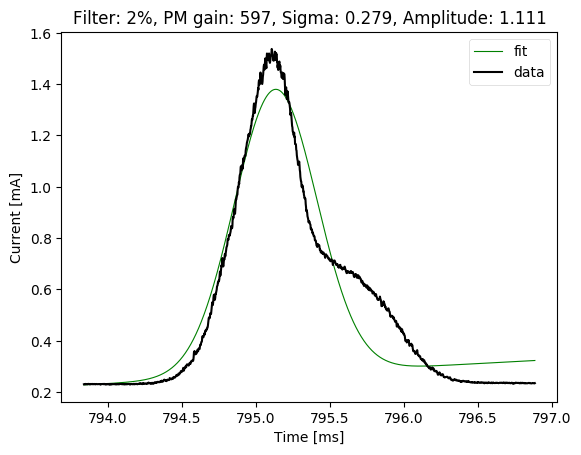 Filter: 2%, PM gain: 597, Sigma: 0.279, Amplitude: 1.111
fit
data
1.6
1.4
1.2
1.0
0.8
0.6
0.4
0.2
Current [mA]
794.0 794.5 795.0 795.5 796.0 796.5 797.0
Time [ms]